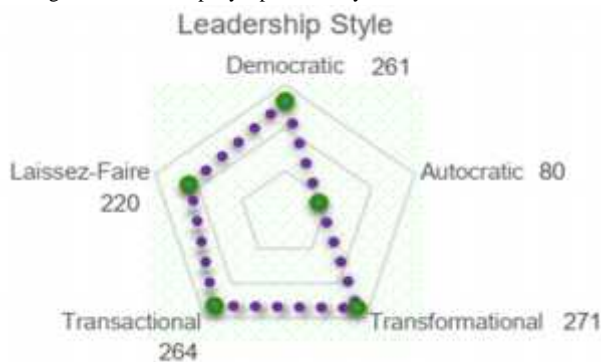 Leadership Style
Democratic 261
Laissez-Faire
220
Autocratic 80
Transactional
264
Transformational 271